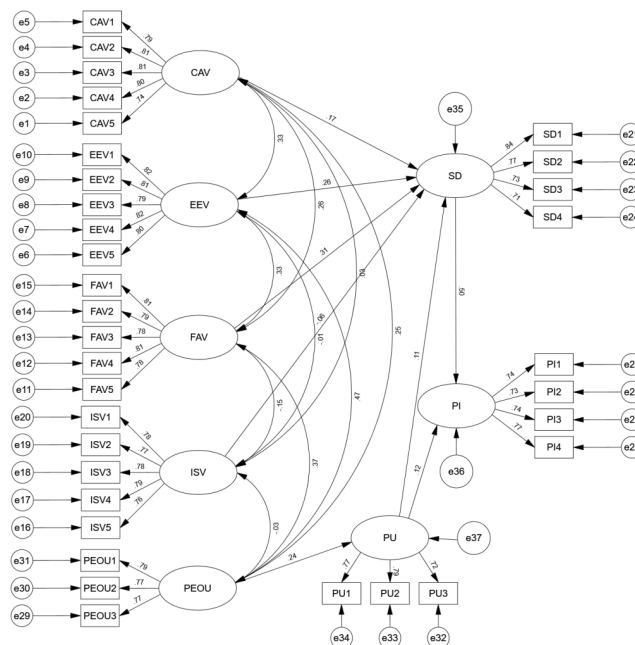 e5 CAV1 .79
e4 CAV2 .81
e3 CAV3 .81 CAV
e2 CAV4 .80
e1 CAV5 .74
e10 EEV1 .82
e9 EEV2 .81
e8 EEV3 .79 EEV
e7 EEV4 .82
e6 EEV5 .80
e15 FAV1 .81
e14 FAV2 .79
e13 FAV3 .78 FAV
e12 FAV4 .81
e11 FAV5 .78
e20 ISV1 .78
e19 ISV2 .77
e18 ISV3 .78 ISV
e17 ISV4 .79
e16 ISV5 .76
e31 PEOU1 .79
e30 PEOU2 .77 PEOU
e29 PEOU3 .77
.33
.26
.33
-.01
-.15
.47
.37
.25
-.03
.17
.26
.31
-.06
.11
.12
.24
.50
e35
SD
.84 SD1
.77 SD2
.73 SD3
.71 SD4
PI
e36
.74 PI1
.73 PI2
.74 PI3
.77 PI4
PU e37
.77 .79 .72
PU1 PU2 PU3
e34 e33 e32